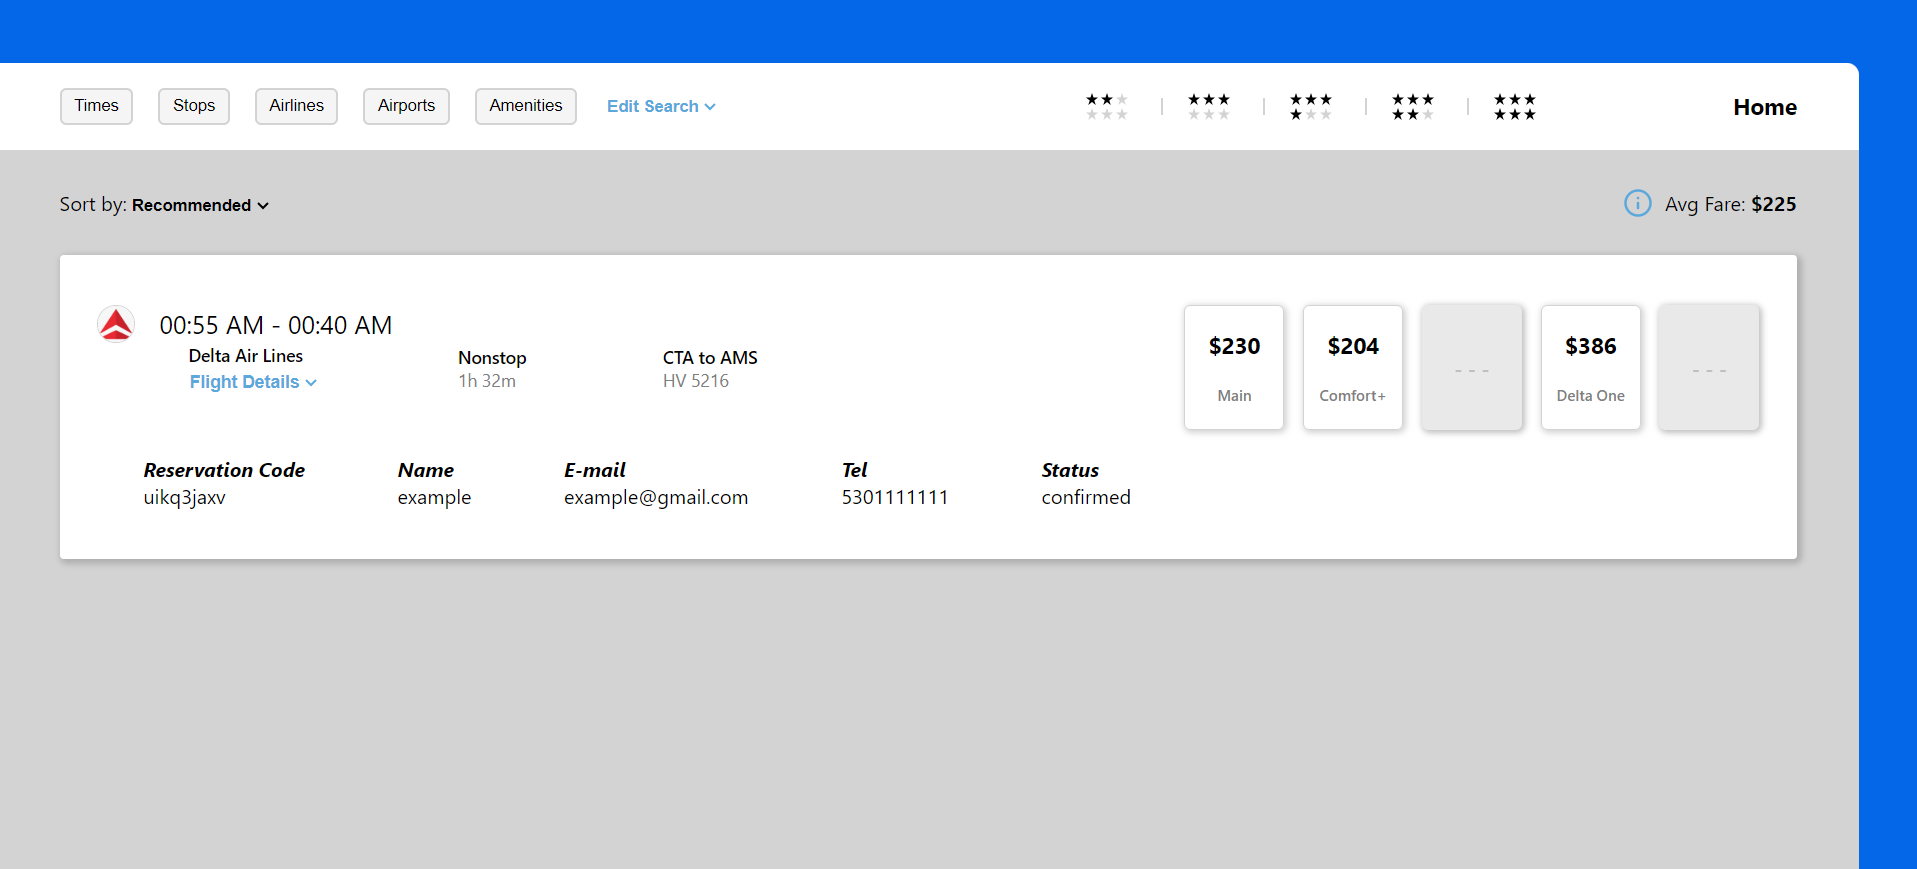 Times Stops Airlines Airports Amenities Edit Search Home
Sort by: Recommended Avg Fare: $225
00:55 AM - 00:40 AM
Delta Air Lines Nonstop CTA to AMS
Flight Details 1h 32m HV 5216
$230 $204 $386
- - - - - -
Main Comfort+ Delta One
Reservation Code Name E-mail Tel Status
uikq3jaxv example example@gmail.com 5301111111 confirmed